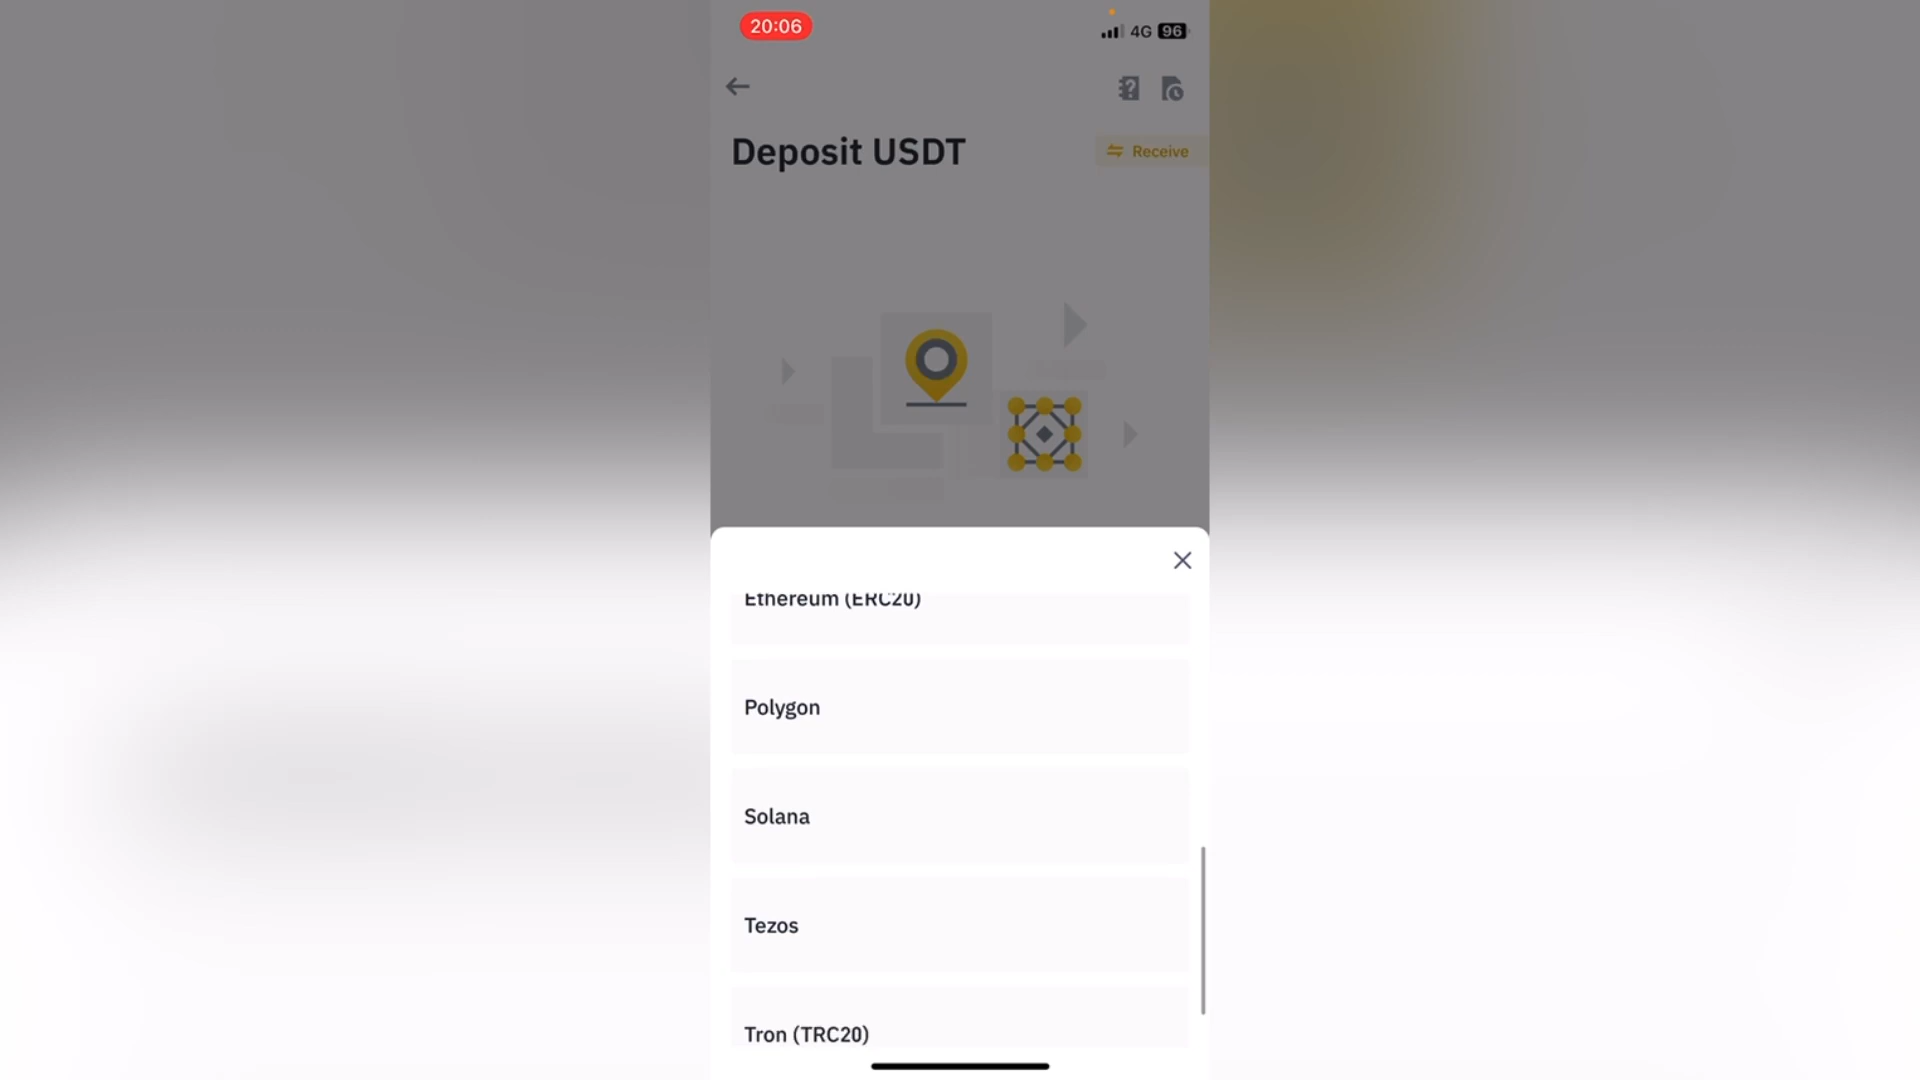 20:06
4G 96
Deposit USDT
Receive
Ethereum (ERC20)
Polygon
Solana
Tezos
Tron (TRC20)